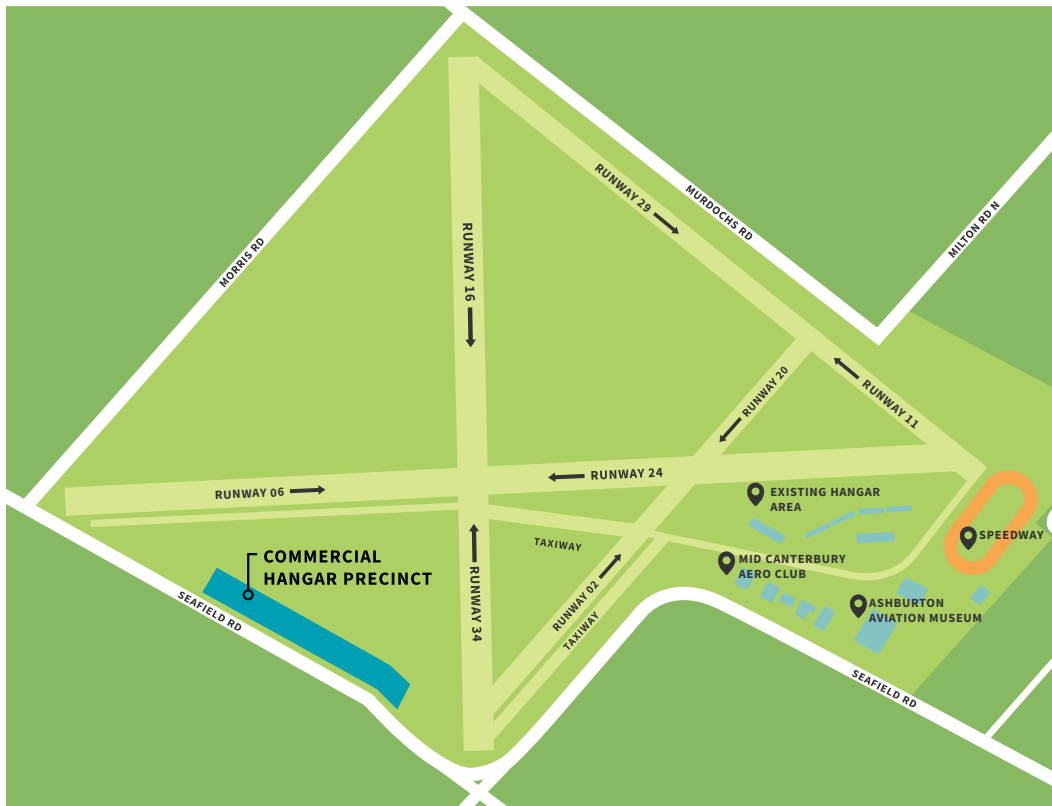 RUNWAY 29
MURDOCHS RD
MILTON RD N
MORRIS RD
RUNWAY 16
RUNWAY 20
RUNWAY 11
RUNWAY 24
RUNWAY 06
EXISTING HANGAR
AREA
SPEEDWAY
TAXIWAY
COMMERCIAL
HANGAR PRECINCT
MID CANTERBURY
AERO CLUB
RUNWAY 34
RUNWAY 02
TAXIWAY
SEAFIELD RD
ASHBURTON
AVIATION MUSEUM
SEAFIELD RD